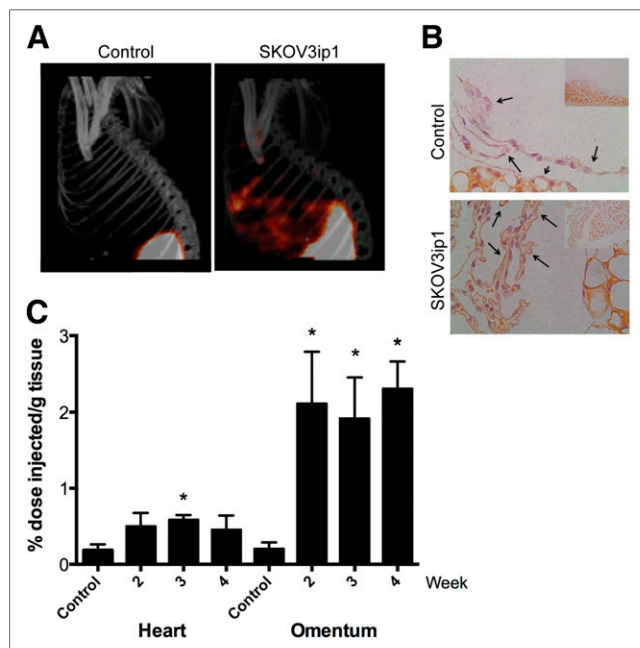 A
Control
SKOV3ip1
B
Control
SKOV3ip1
C
% dose injected/g tissue
3
2
1
0
*
*
*
*
Control
2
3
4
Control
2
3
4
Week
Heart
Omentum